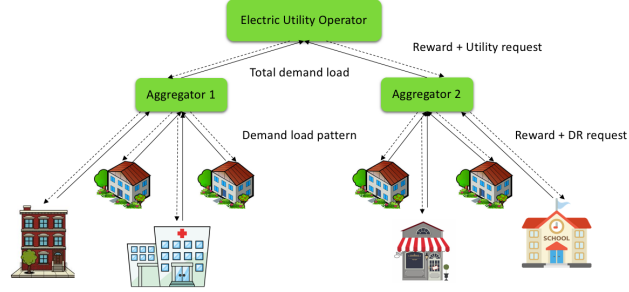 Electric Utility Operator
Reward + Utility request
Total demand load
Aggregator 1
Aggregator 2
Demand load pattern
Reward + DR request
SCHOOL